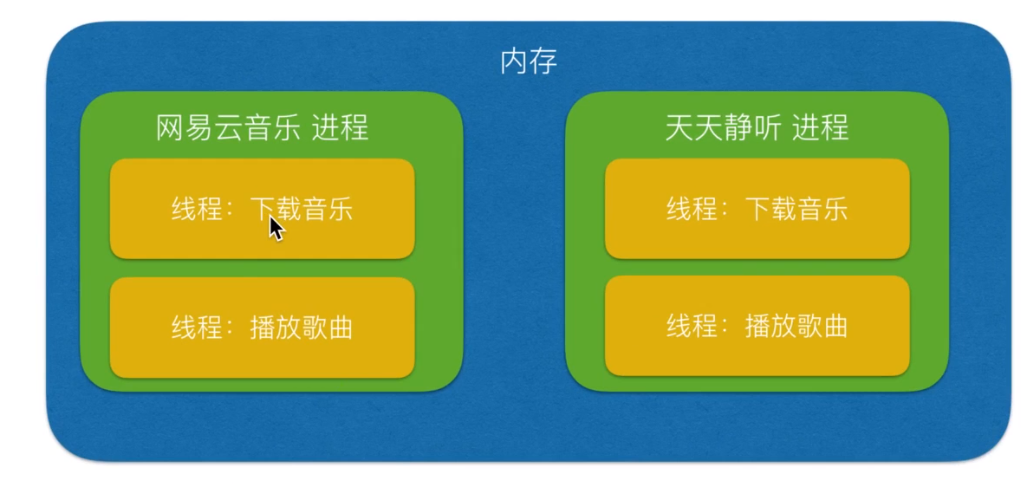 内存
网易云音乐 进程
线程：下载音乐
线程：播放歌曲
天天静听 进程
线程：下载音乐
线程：播放歌曲